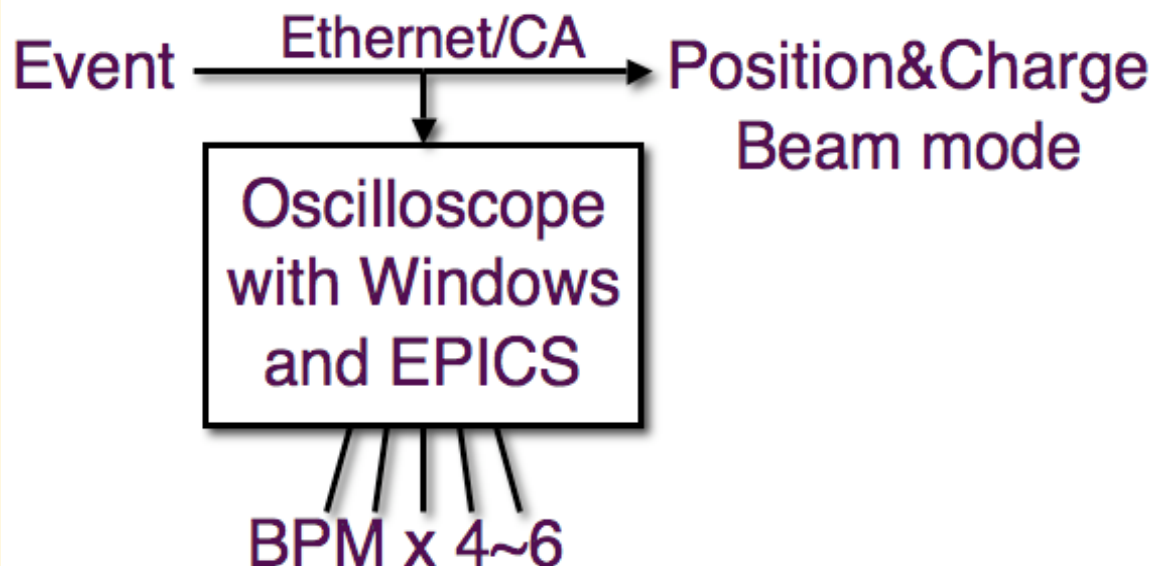 Ethernet/CA
Event
Position&Charge
Beam mode
Oscilloscope
with Windows
and EPICS
BPM x 4~6